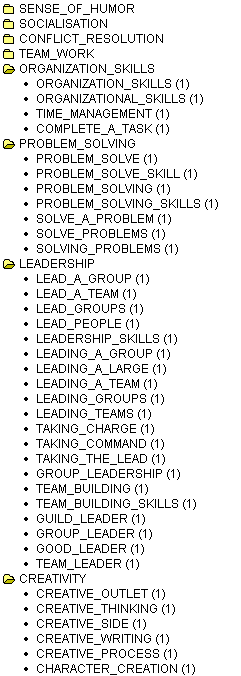 SENSE_OF_HUMOR
SOCIALISATION
CONFLICT_RESOLUTION
TEAM_WORK
ORGANIZATION_SKILLS
ORGANIZATION_SKILLS (1)
ORGANIZATIONAL_SKILLS (1)
TIME_MANAGEMENT (1)
COMPLETE_A_TASK (1)
PROBLEM_SOLVING
PROBLEM_SOLVE (1)
PROBLEM_SOLVE_SKILL (1)
PROBLEM_SOLVING (1)
PROBLEM_SOLVING_SKILLS (1)
SOLVE_A_PROBLEM (1)
SOLVE_PROBLEMS (1)
SOLVING_PROBLEMS (1)
LEADERSHIP
LEAD_A_GROUP (1)
LEAD_A_TEAM (1)
LEAD_GROUPS (1)
LEAD_PEOPLE (1)
LEADERSHIP_SKILLS (1)
LEADING_A_GROUP (1)
LEADING_A_LARGE (1)
LEADING_A_TEAM (1)
LEADING_GROUPS (1)
LEADING_TEAMS (1)
TAKING_CHARGE (1)
TAKING_COMMAND (1)
TAKING_THE_LEAD (1)
GROUP_LEADERSHIP (1)
TEAM_BUILDING (1)
TEAM_BUILDING_SKILLS (1)
GUILD_LEADER (1)
GROUP_LEADER (1)
GOOD_LEADER (1)
TEAM_LEADER (1)
CREATIVITY
CREATIVE_OUTLET (1)
CREATIVE_THINKING (1)
CREATIVE_SIDE (1)
CREATIVE_WRITING (1)
CREATIVE_PROCESS (1)
CHARACTER_CREATION (1)